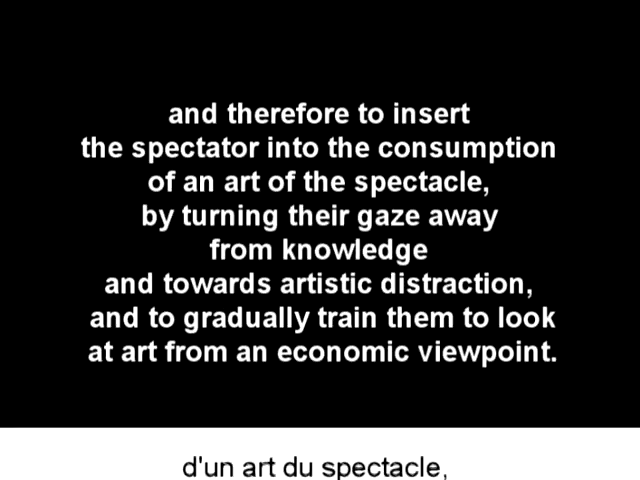 and therefore to insert
the spectator into the consumption
of an art of the spectacle,
by turning their gaze away
from knowledge
and towards artistic distraction,
and to gradually train them to look
at art from an economic viewpoint.
d'un art du spectacle,